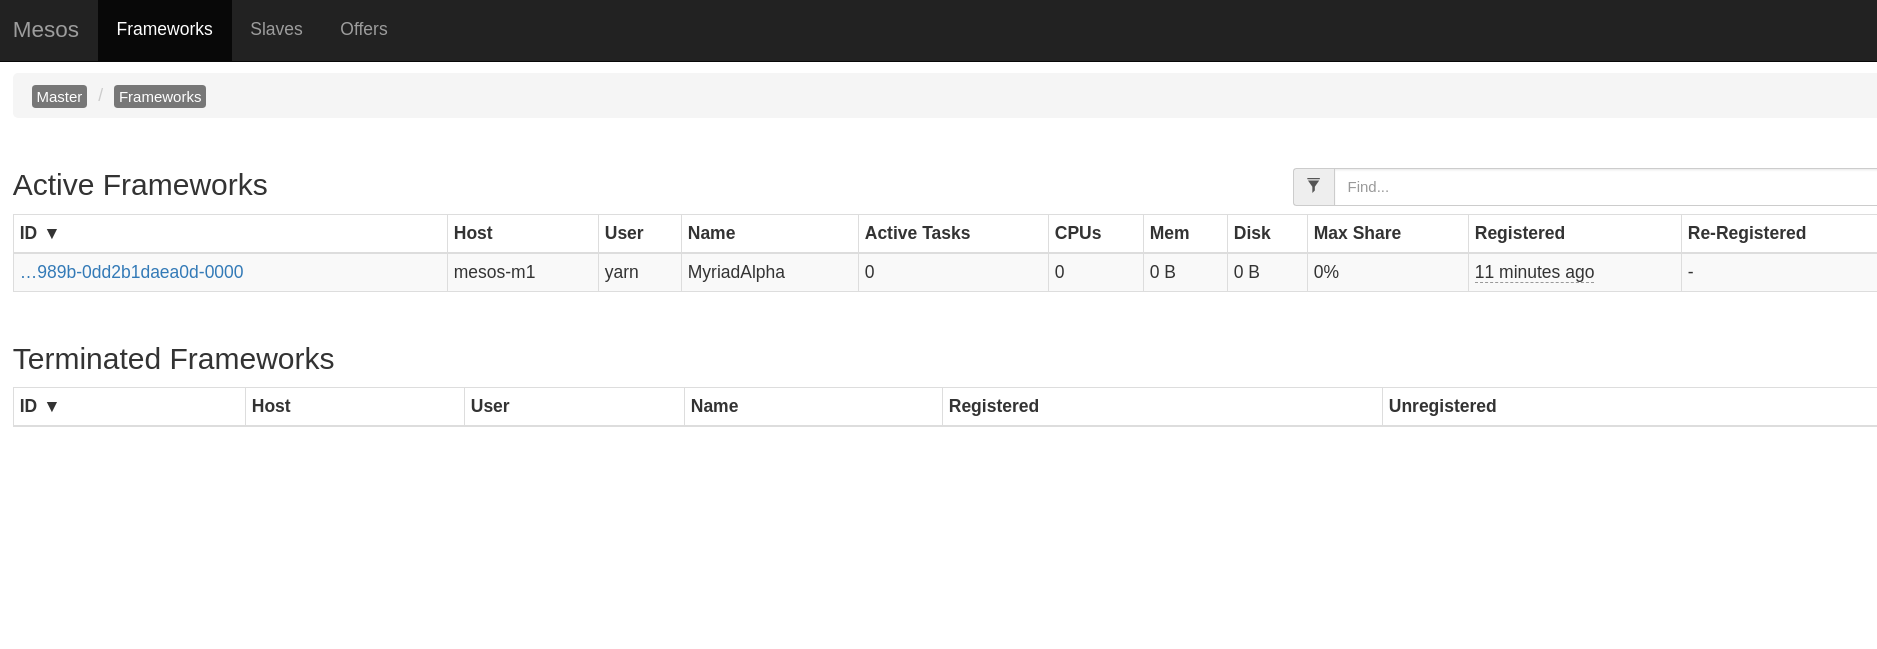 Mesos Frameworks Slaves Offers
Master / Frameworks
Active Frameworks
Find...
ID ▼ Host User Name Active Tasks CPUs Mem Disk Max Share Registered Re-Registered
…989b-0dd2b1daea0d-0000 mesos-m1 yarn MyriadAlpha 0 0 0 B 0 B 0% 11 minutes ago -
Terminated Frameworks
ID ▼ Host User Name Registered Unregistered